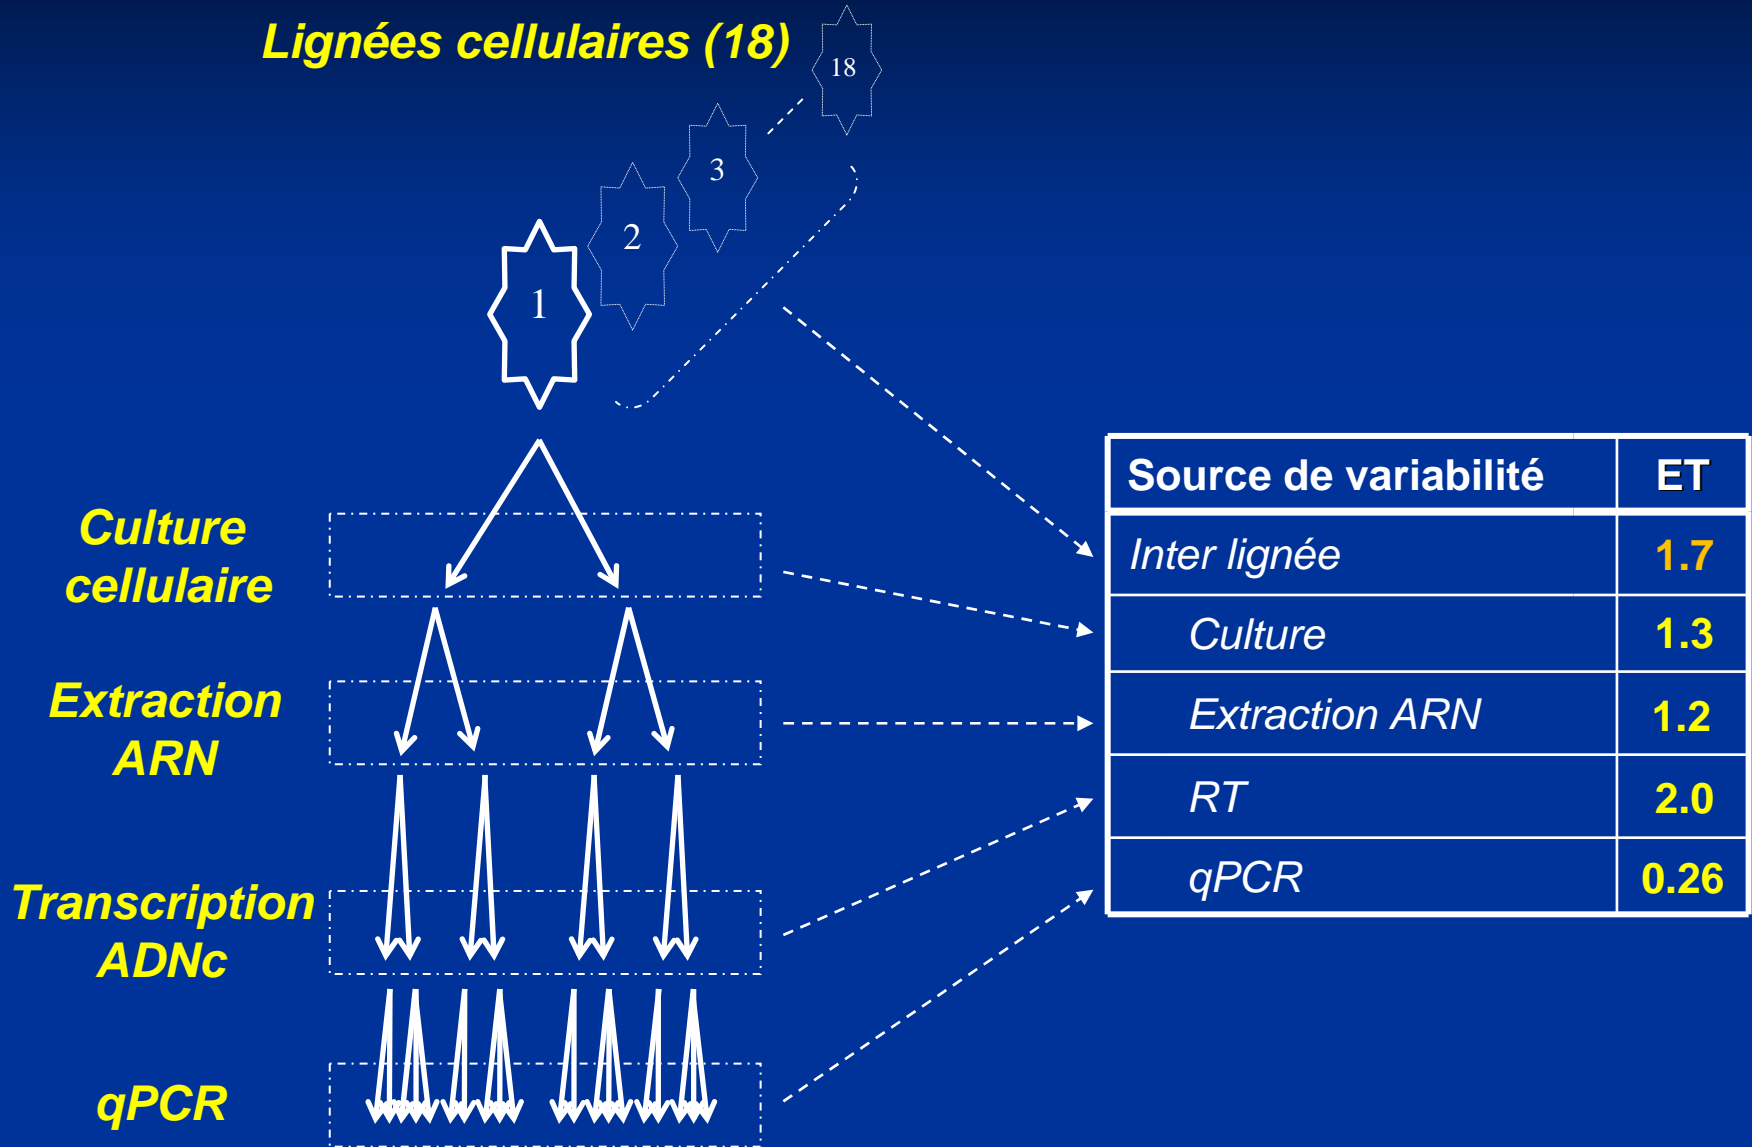 Lignées cellulaires (18)
18
3
2
1
Culture
cellulaire
Extraction
ARN
Transcription
ADNc
qPCR
Source de variabilité ET
Inter lignée 1.7
Culture 1.3
Extraction ARN 1.2
RT 2.0
qPCR 0.26